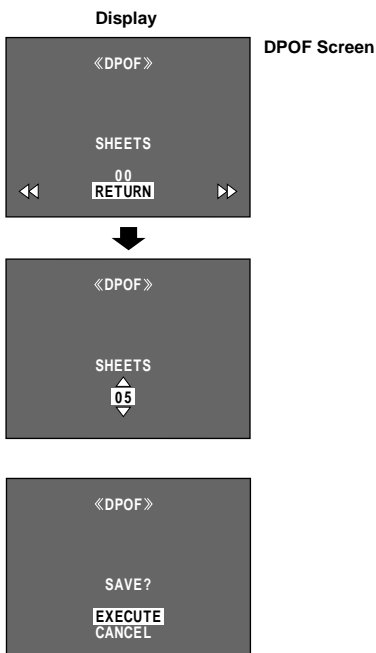 Display
DPOF Screen
《DPOF》
SHEETS
00
RETURN
《DPOF》
SHEETS
05
《DPOF》
SAVE?
EXECUTE
CANCEL